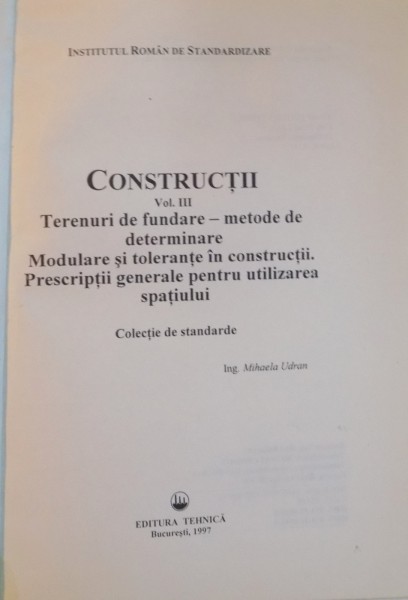 INSTITUTUL ROMÂN DE STANDARDIZARE
CONSTRUCȚII
Vol. III
Terenuri de fundare – metode de
determinare
Modulare și toleranțe în construcții.
Prescripții generale pentru utilizarea
spațiului
Colecție de standarde
Ing. Mihaela Udran
EDITURA TEHNICĂ
București, 1997